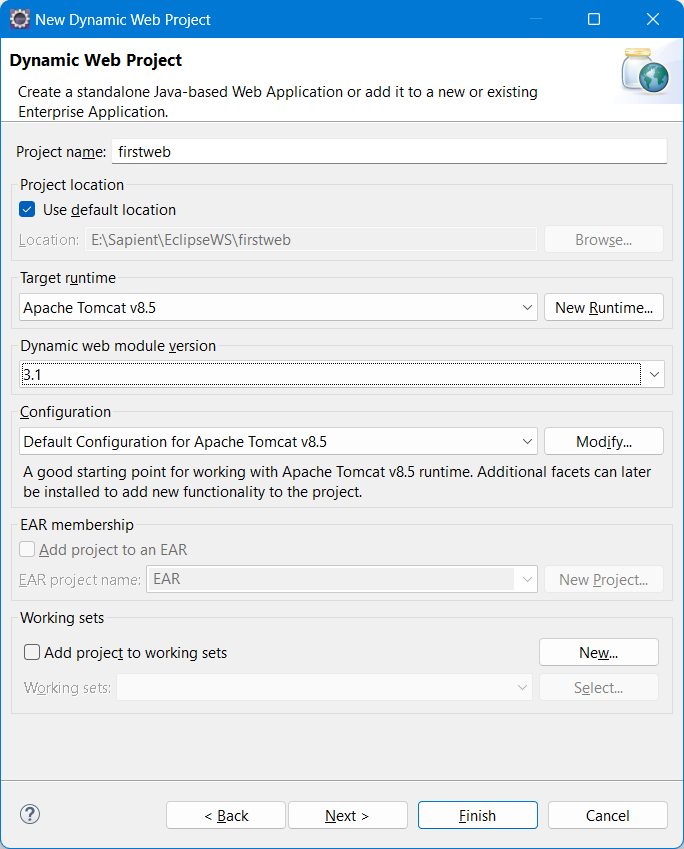 New Dynamic Web Project
Dynamic Web Project
Create a standalone Java-based Web Application or add it to a new or existing
Enterprise Application.
Project name: firstweb
Project location
Use default location
Location: E:\Sapient\EclipseWS\firstweb Browse...
Target runtime
Apache Tomcat v8.5 New Runtime...
Dynamic web module version
3.1
Configuration
Default Configuration for Apache Tomcat v8.5 Modify...
A good starting point for working with Apache Tomcat v8.5 runtime. Additional facets can later
be installed to add new functionality to the project.
EAR membership
Add project to an EAR
EAR project name: EAR New Project...
Working sets
Add project to working sets New...
Working sets: Select...
? < Back Next > Finish Cancel